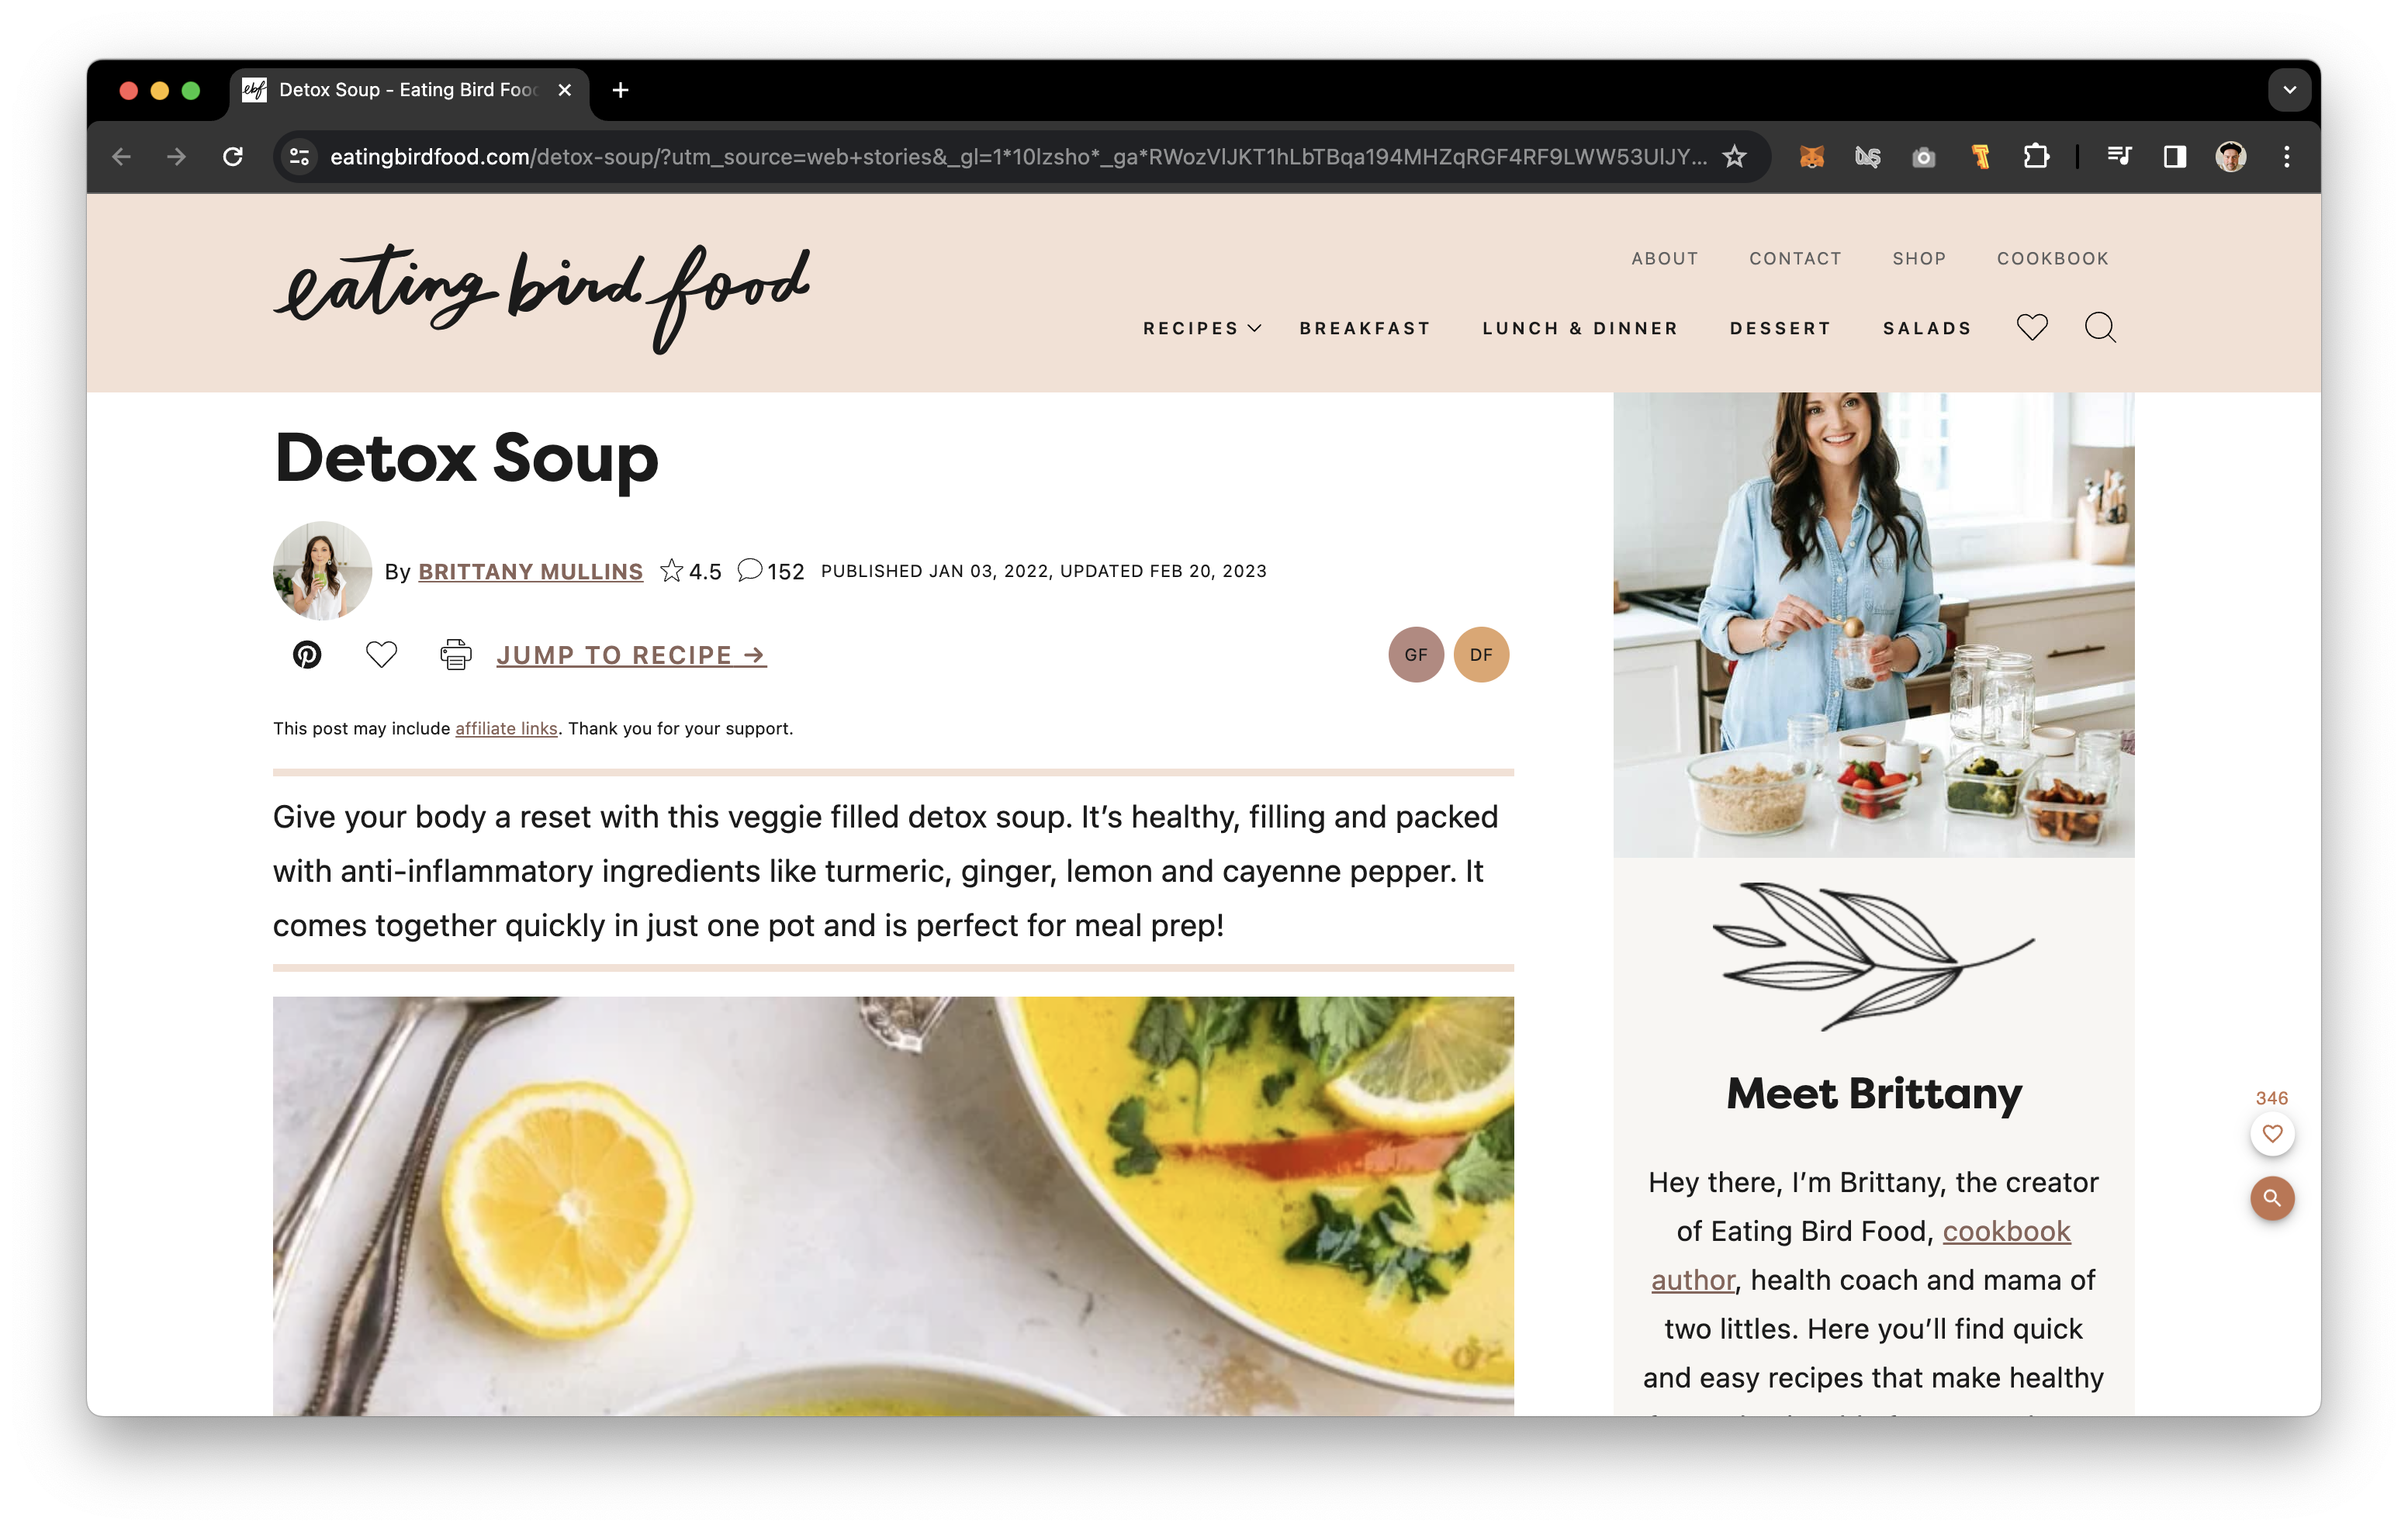 Detox Soup - Eating Bird Foo
eatingbirdfood.com/detox-soup/?utm_source=web+stories&_gl=1*10lzsho*_ga*RWozVlJKT1hLbTBqa194MHZqRGF4RF9LWW53UlJY...
eating bird food
ABOUT CONTACT SHOP COOKBOOK
RECIPES BREAKFAST LUNCH & DINNER DESSERT SALADS
Detox Soup
By BRITTANY MULLINS 4.5 152 PUBLISHED JAN 03, 2022, UPDATED FEB 20, 2023
JUMP TO RECIPE →
GF DF
This post may include affiliate links. Thank you for your support.
Give your body a reset with this veggie filled detox soup. It’s healthy, filling and packed
with anti-inflammatory ingredients like turmeric, ginger, lemon and cayenne pepper. It
comes together quickly in just one pot and is perfect for meal prep!
Meet Brittany
Hey there, I’m Brittany, the creator
of Eating Bird Food, cookbook
author, health coach and mama of
two littles. Here you’ll find quick
and easy recipes that make healthy
346